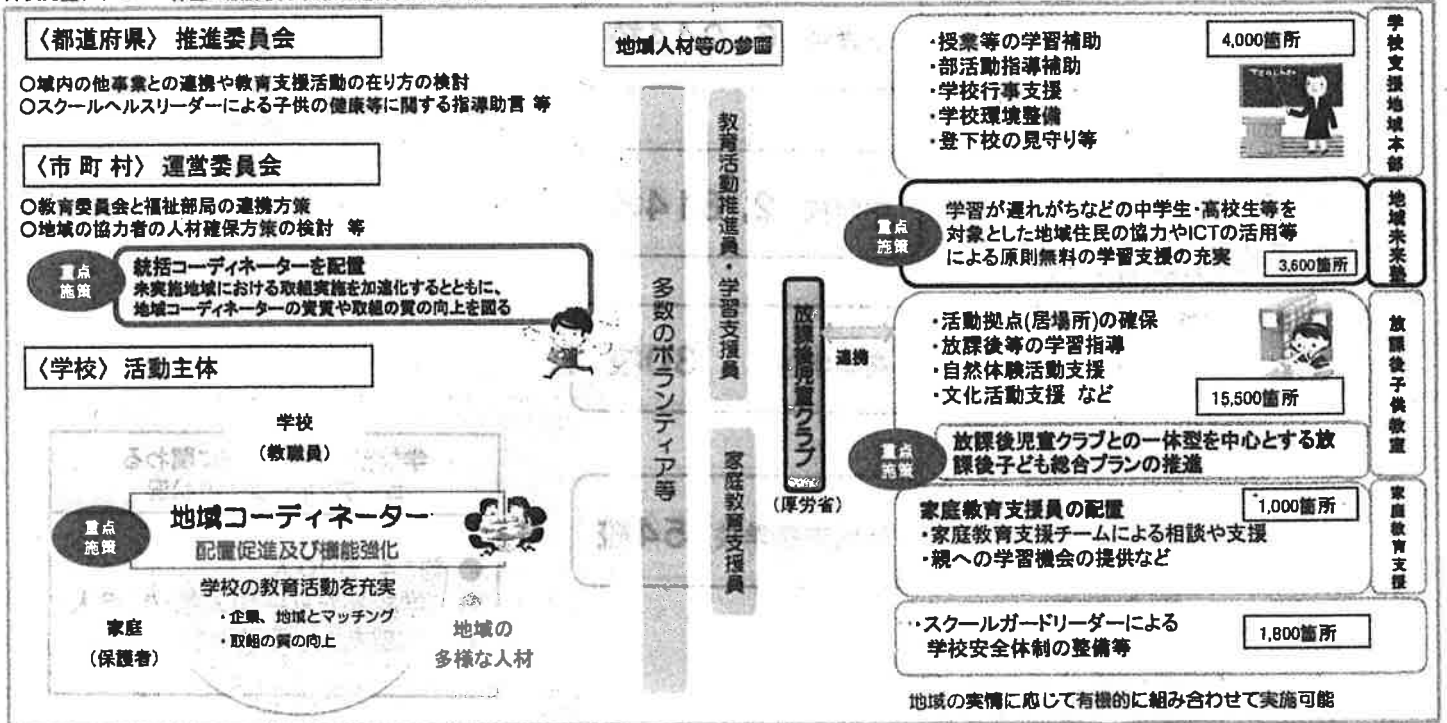 〈都道府県〉 推進委員会
○域内の他事業との連携や教育支援活動の在り方の検討
○スクールヘルスリーダーによる子供の健康等に関する指導助言 等
〈市町村〉 運営委員会
○教育委員会と福祉部局の連携方策
○地域の協力者の人材確保方策の検討 等
重点
施策
統括コーディネーターを配置
未実施地域における取組実施を加速化するとともに、
地域コーディネーターの資質や取組の質の向上を図る
〈学校〉 活動主体
学校
(教職員)
重点
施策
地域コーディネーター
配置促進及び機能強化
学校の教育活動を充実
・企業、地域とマッチング
・取組の質の向上
家庭
(保護者)
地域の
多様な人材
地域人材等の参画
教育活動推進員・学習支援員
多数のボランティア等
家庭教育支援員
放課後児童クラブ
(厚労省)
連携
・授業等の学習補助
・部活動指導補助
・学校行事支援
・学校環境整備
・登下校の見守り等
4,000箇所
学校支援地域本部
重点
施策
学習が遅れがちなどの中学生・高校生等を
対象とした地域住民の協力やICTの活用等
による原則無料の学習支援の充実
3,600箇所
地域未来塾
・活動拠点(居場所)の確保
・放課後等の学習指導
・自然体験活動支援
・文化活動支援 など
15,500箇所
放課後子供教室
重点
施策
放課後児童クラブとの一体型を中心とする放
課後子ども総合プランの推進
家庭教育支援員の配置
1,000箇所
・家庭教育支援チームによる相談や支援
・親への学習機会の提供など
家庭教育支援
・スクールガードリーダーによる
学校安全体制の整備等
1,800箇所
地域の実情に応じて有機的に組み合わせて実施可能